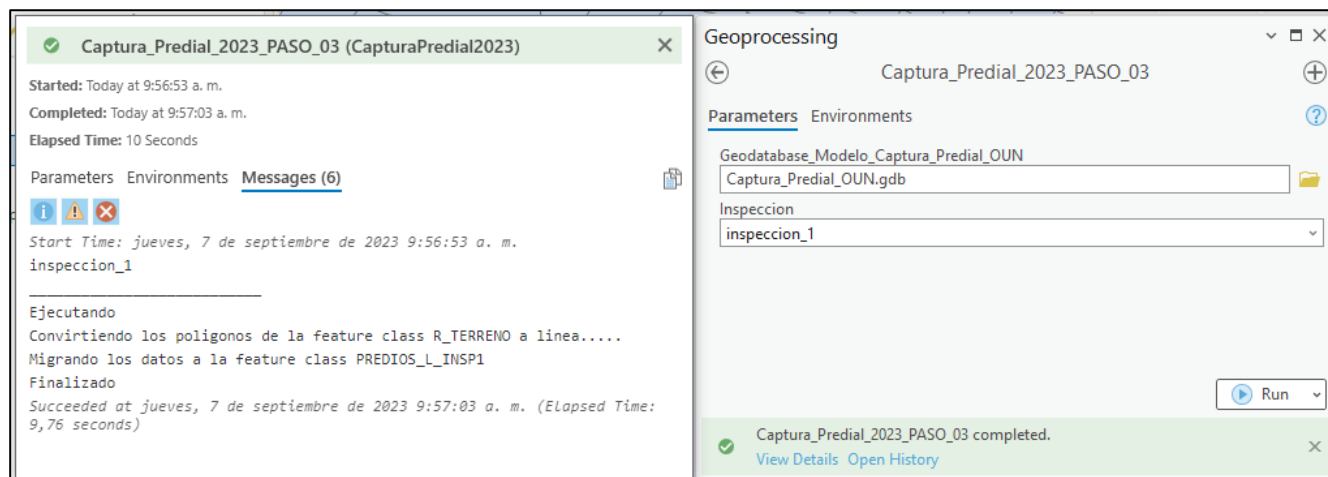 Captura_Predial_2023_PASO_03 (CapturaPredial2023)
Started: Today at 9:56:53 a. m.
Completed: Today at 9:57:03 a. m.
Elapsed Time: 10 Seconds
Parameters Environments Messages (6)
Start Time: jueves, 7 de septiembre de 2023 9:56:53 a. m.
inspeccion_1
___________________________
Ejecutando
Convirtiendo los poligonos de la feature class R_TERRENO a linea.....
Migrando los datos a la feature class PREDIOS_L_INSP1
Finalizado
Succeeded at jueves, 7 de septiembre de 2023 9:57:03 a. m. (Elapsed Time:
9,76 seconds)
Geoprocessing
Captura_Predial_2023_PASO_03
Parameters Environments
Geodatabase_Modelo_Captura_Predial_OUN
Captura_Predial_OUN.gdb
Inspeccion
inspeccion_1
Run
Captura_Predial_2023_PASO_03 completed.
View Details Open History